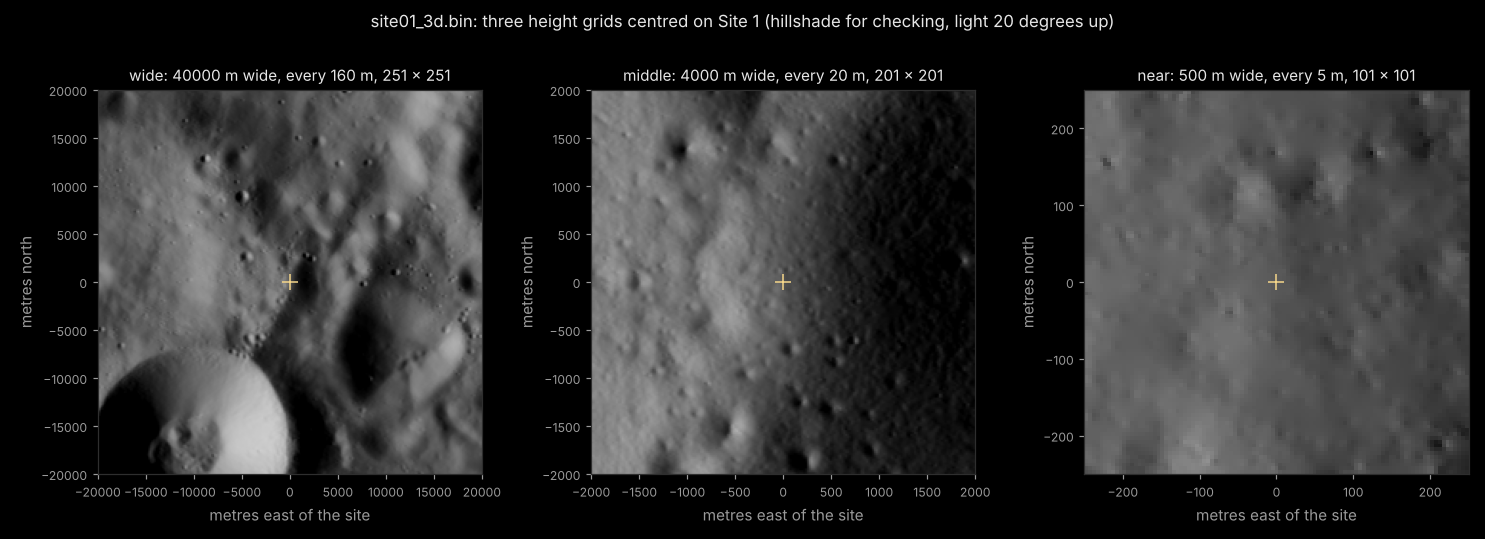 site01_3d.bin: three height grids centred on Site 1 (hillshade for checking, light 20 degrees up)
wide: 40000 m wide, every 160 m, 251 × 251
20000
15000
10000
5000
0
−5000
−10000
−15000
−20000
metres north
−20000 −15000 −10000 −5000 0 5000 10000 15000 20000
metres east of the site
middle: 4000 m wide, every 20 m, 201 × 201
2000
1500
1000
500
0
−500
−1000
−1500
−2000
metres north
−2000 −1500 −1000 −500 0 500 1000 1500 2000
metres east of the site
near: 500 m wide, every 5 m, 101 × 101
200
100
0
−100
−200
metres north
−200 −100 0 100 200
metres east of the site